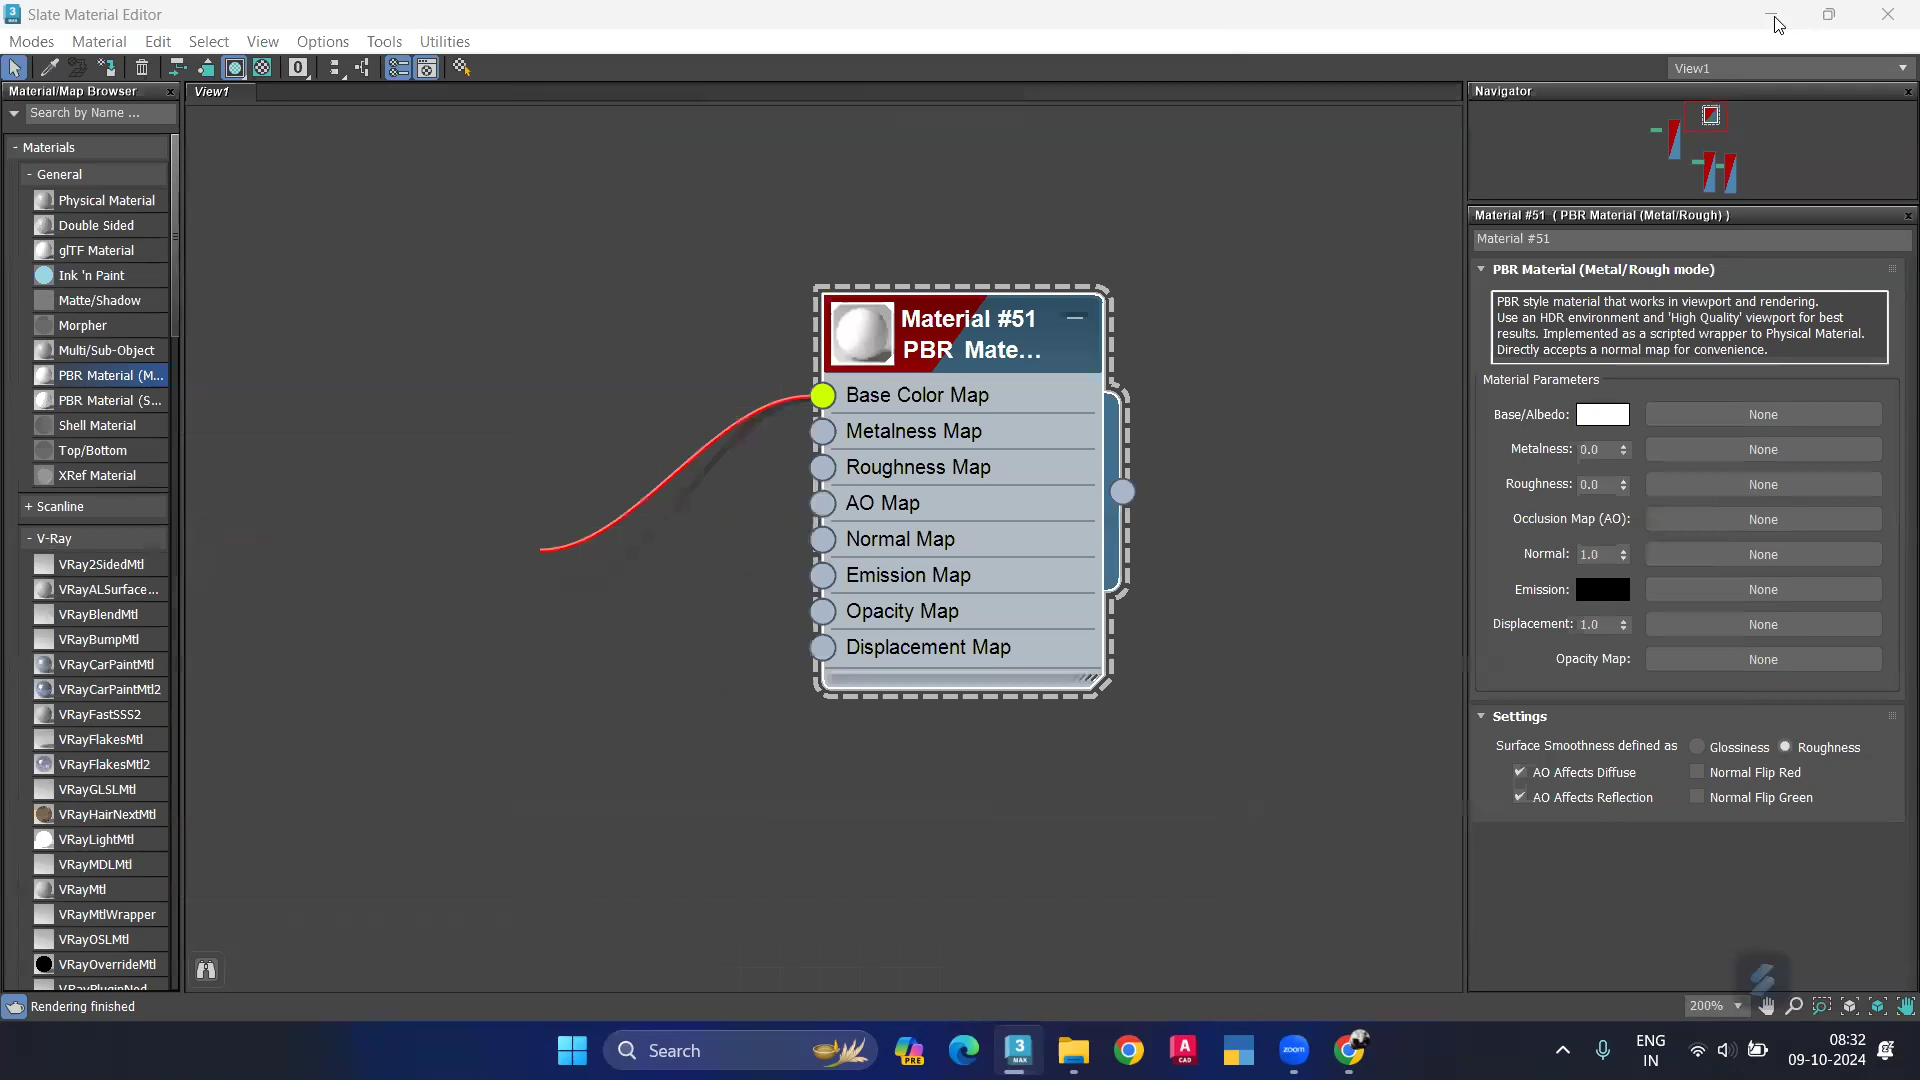 Slate Material Editor
Modes Material Edit Select View Options Tools Utilities
View1
Material/Map Browser
Search by Name ...
- Materials
- General
Physical Material
Double Sided
glTF Material
Ink 'n Paint
Matte/Shadow
Morpher
Multi/Sub-Object
PBR Material (M...
PBR Material (S...
Shell Material
Top/Bottom
XRef Material
+ Scanline
- V-Ray
VRay2SidedMtl
VRayALSurface...
VRayBlendMtl
VRayBumpMtl
VRayCarPaintMtl
VRayCarPaintMtl2
VRayFastSSS2
VRayFlakesMtl
VRayFlakesMtl2
VRayGLSLMtl
VRayHairNextMtl
VRayLightMtl
VRayMDLMtl
VRayMtl
VRayMtlWrapper
VRayOSLMtl
VRayOverrideMtl
View1
Material #51
PBR Mate...
Base Color Map
Metalness Map
Roughness Map
AO Map
Normal Map
Emission Map
Opacity Map
Displacement Map
Navigator
Material #51 ( PBR Material (Metal/Rough) )
Material #51
PBR Material (Metal/Rough mode)
PBR style material that works in viewport and rendering.
Use an HDR environment and 'High Quality' viewport for best
results. Implemented as a scripted wrapper to Physical Material.
Directly accepts a normal map for convenience.
Material Parameters
Base/Albedo: None
Metalness: 0.0 None
Roughness: 0.0 None
Occlusion Map (AO): None
Normal: 1.0 None
Emission: None
Displacement: 1.0 None
Opacity Map: None
Settings
Surface Smoothness defined as Glossiness Roughness
AO Affects Diffuse Normal Flip Red
AO Affects Reflection Normal Flip Green
Rendering finished
200%
Search
PRE
3
MAX
A
CAD
zoom
ENG
IN
08:32
09-10-2024